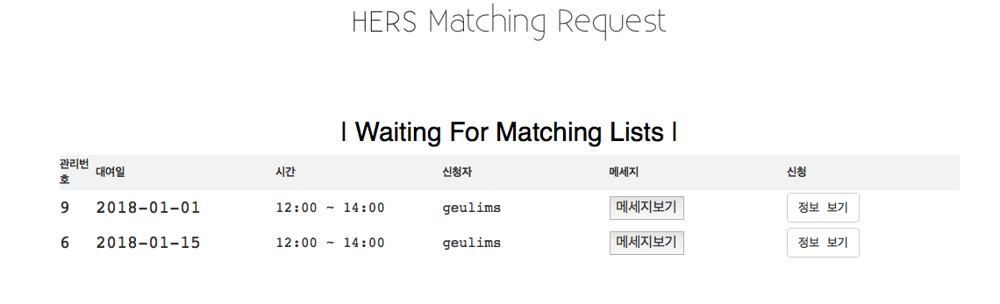 HERS Matching Request
| Waiting For Matching Lists |
관리번호 대여일 시간 신청자 메세지 신청
9 2018-01-01 12:00 ~ 14:00 geulims 메세지보기 정보 보기
6 2018-01-15 12:00 ~ 14:00 geulims 메세지보기 정보 보기